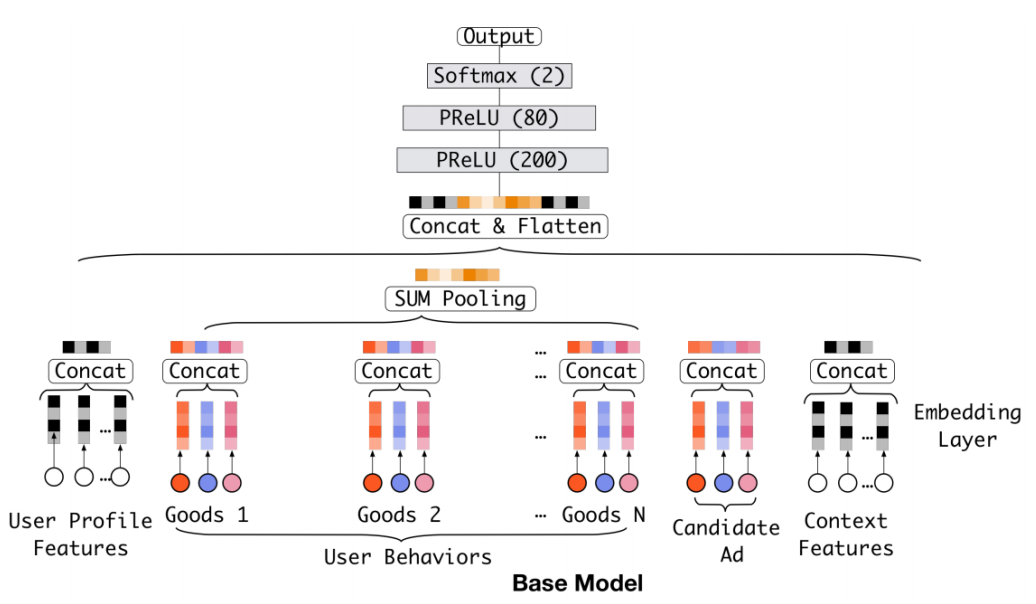 Output
Softmax (2)
PReLU (80)
PReLU (200)
Concat & Flatten
SUM Pooling
... 
Concat Concat Concat ... Concat Concat Concat
... ... ... Embedding
Layer
... ...
User Profile
Features
Goods 1 Goods 2 ... Goods N
Candidate
Ad
Context
Features
User Behaviors
Base Model